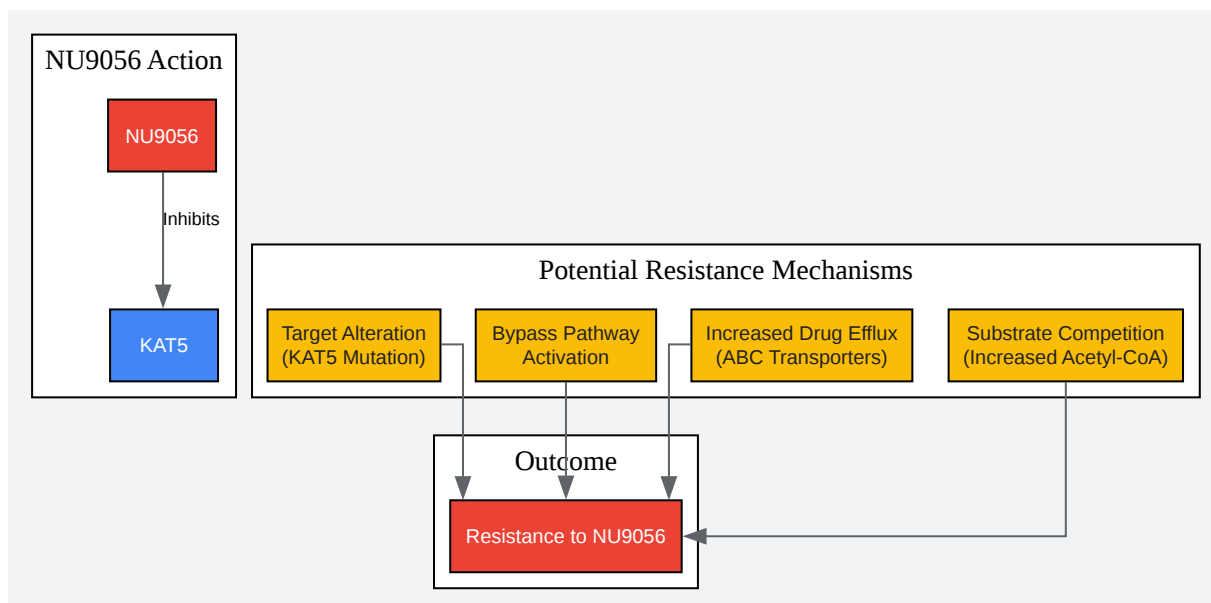 NU9056 Action
NU9056
Inhibits
KAT5
Potential Resistance Mechanisms
Target Alteration
(KAT5 Mutation)
Bypass Pathway
Activation
Increased Drug Efflux
(ABC Transporters)
Substrate Competition
(Increased Acetyl-CoA)
Outcome
Resistance to NU9056